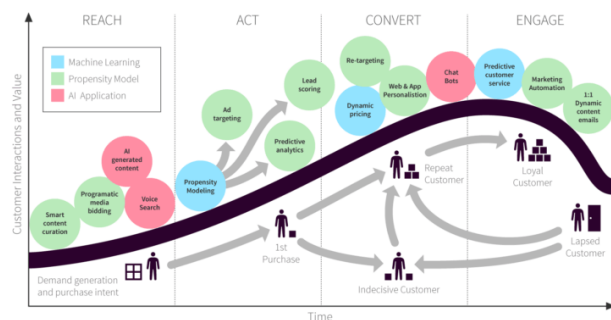 REACH
ACT
CONVERT
ENGAGE
Machine Learning
Propensity Model
AI Application
Customer Interactions and Value
Smart
content
curation
Programatic
media
bidding
AI
generated
content
Voice
Search
Propensity
Modeling
Ad
targeting
Lead
scoring
Predictive
analytics
Re-targeting
Dynamic
pricing
Web & App
Personalistion
Chat
Bots
Predictive
customer
service
Marketing
Automation
1:1
Dynamic
content
emails
Demand generation
and purchase intent
1st
Purchase
Repeat
Customer
Indecisive Customer
Loyal
Customer
Lapsed
Customer
Time